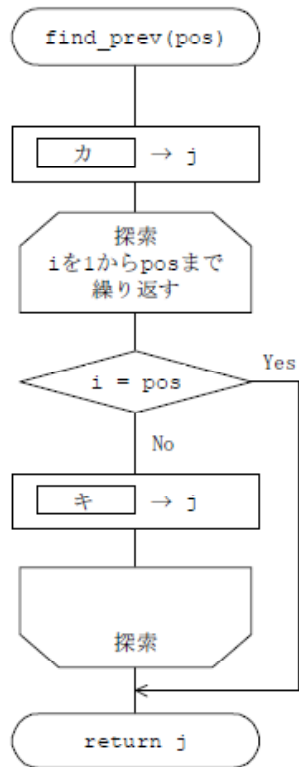 find_prev(pos)
カ → j
探索
iを1からposまで
繰り返す
i = pos
Yes
No
キ → j
探索
return j